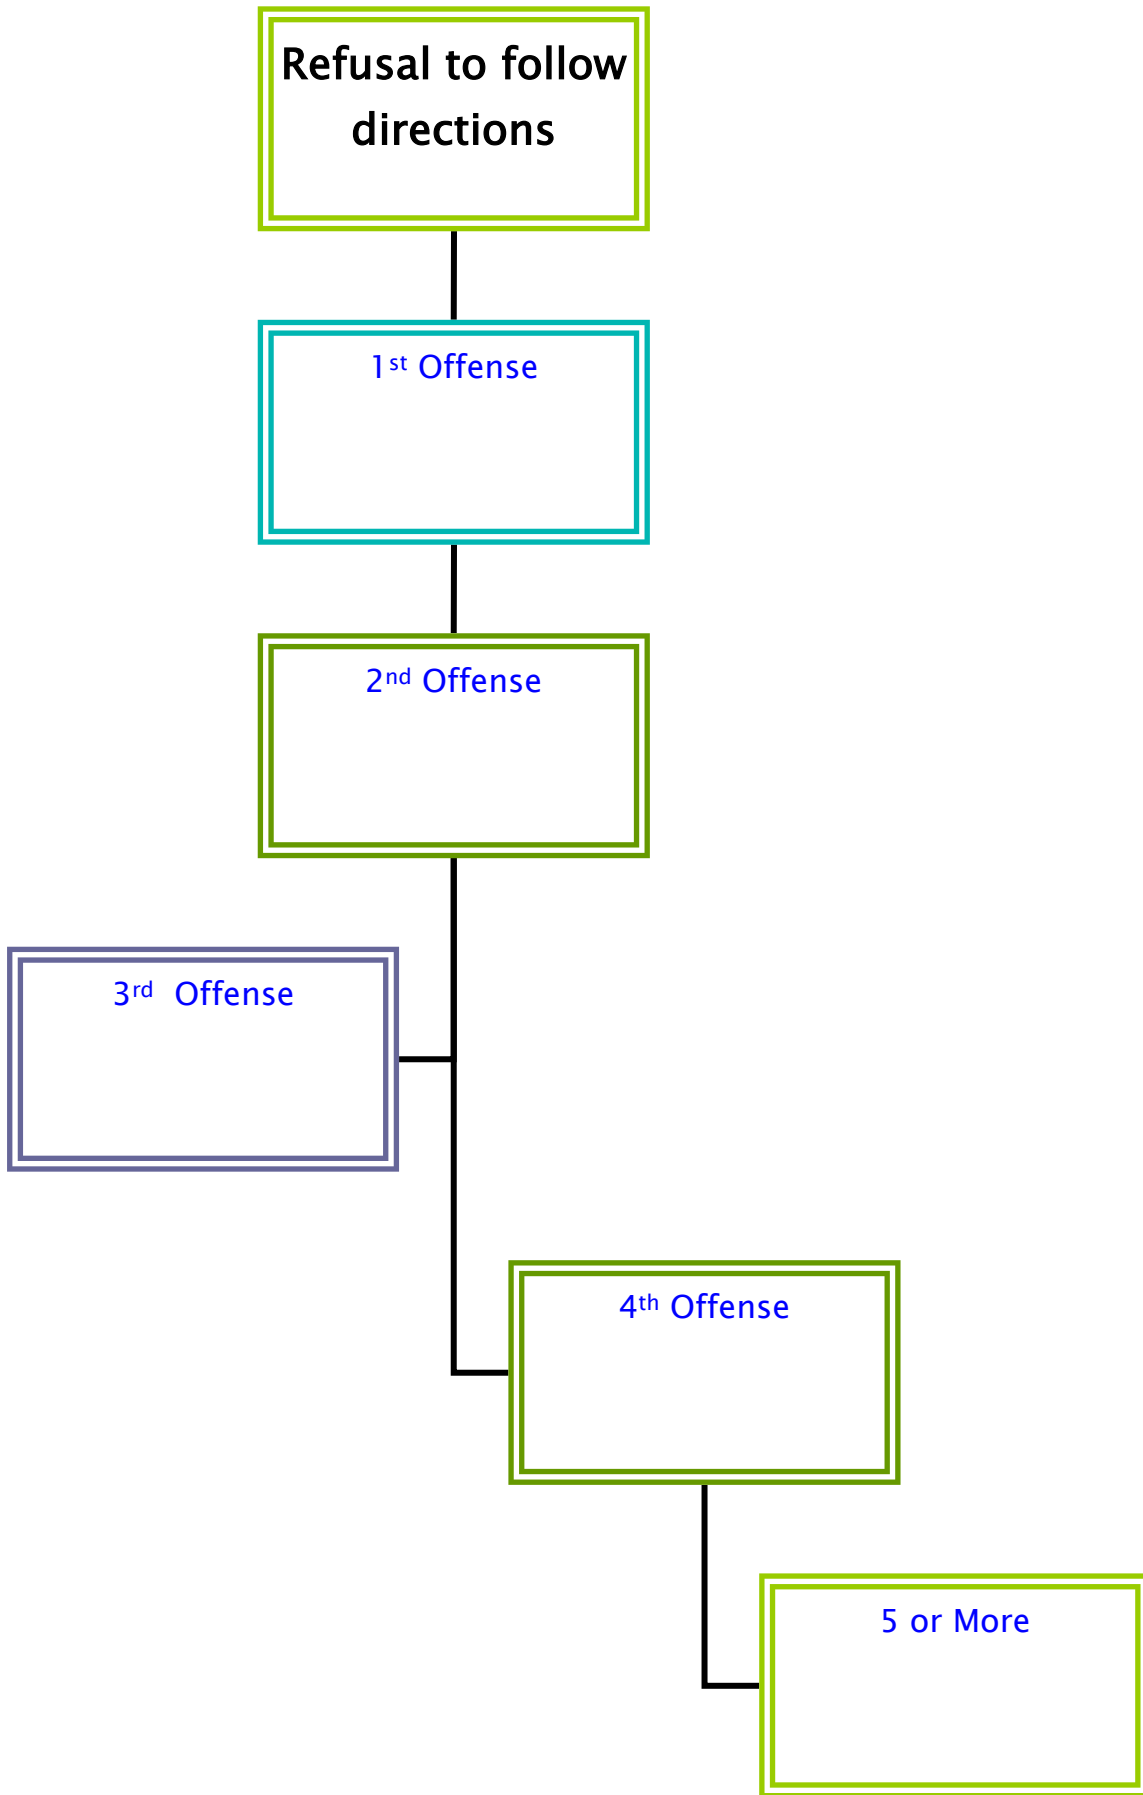 Refusal to follow
directions
1st Offense
2nd Offense
3rd  Offense
4th Offense
5 or More